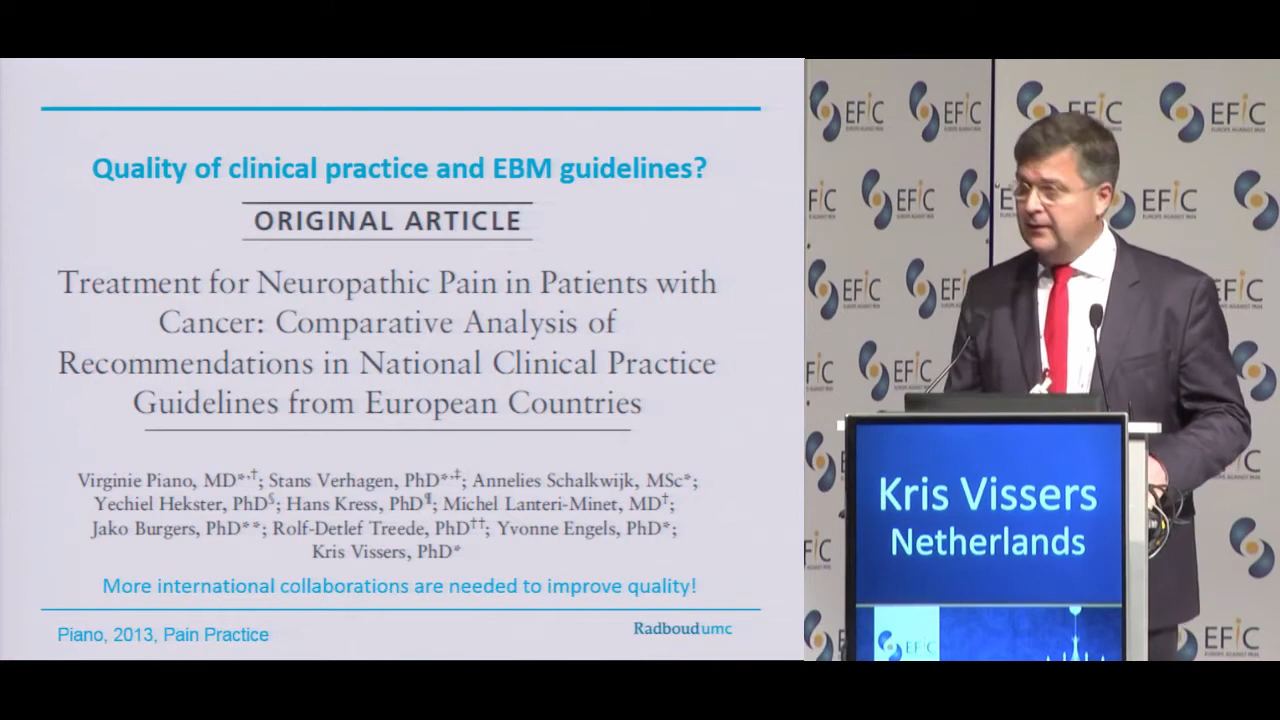 Quality of clinical practice and EBM guidelines?
ORIGINAL ARTICLE
Treatment for Neuropathic Pain in Patients with
Cancer: Comparative Analysis of
Recommendations in National Clinical Practice
Guidelines from European Countries
Virginie Piano, MD*,†; Stans Verhagen, PhD*,‡; Annelies Schalkwijk, MSc*;
Yechiel Hekster, PhD§; Hans Kress, PhD¶; Michel Lanteri-Minet, MD†;
Jako Burgers, PhD**; Rolf-Detlef Treede, PhD††; Yvonne Engels, PhD*;
Kris Vissers, PhD*
More international collaborations are needed to improve quality!
Piano, 2013, Pain Practice
Radboudumc
EFiC
EUROPE AGAINST PAIN
Kris Vissers
Netherlands
EFiC